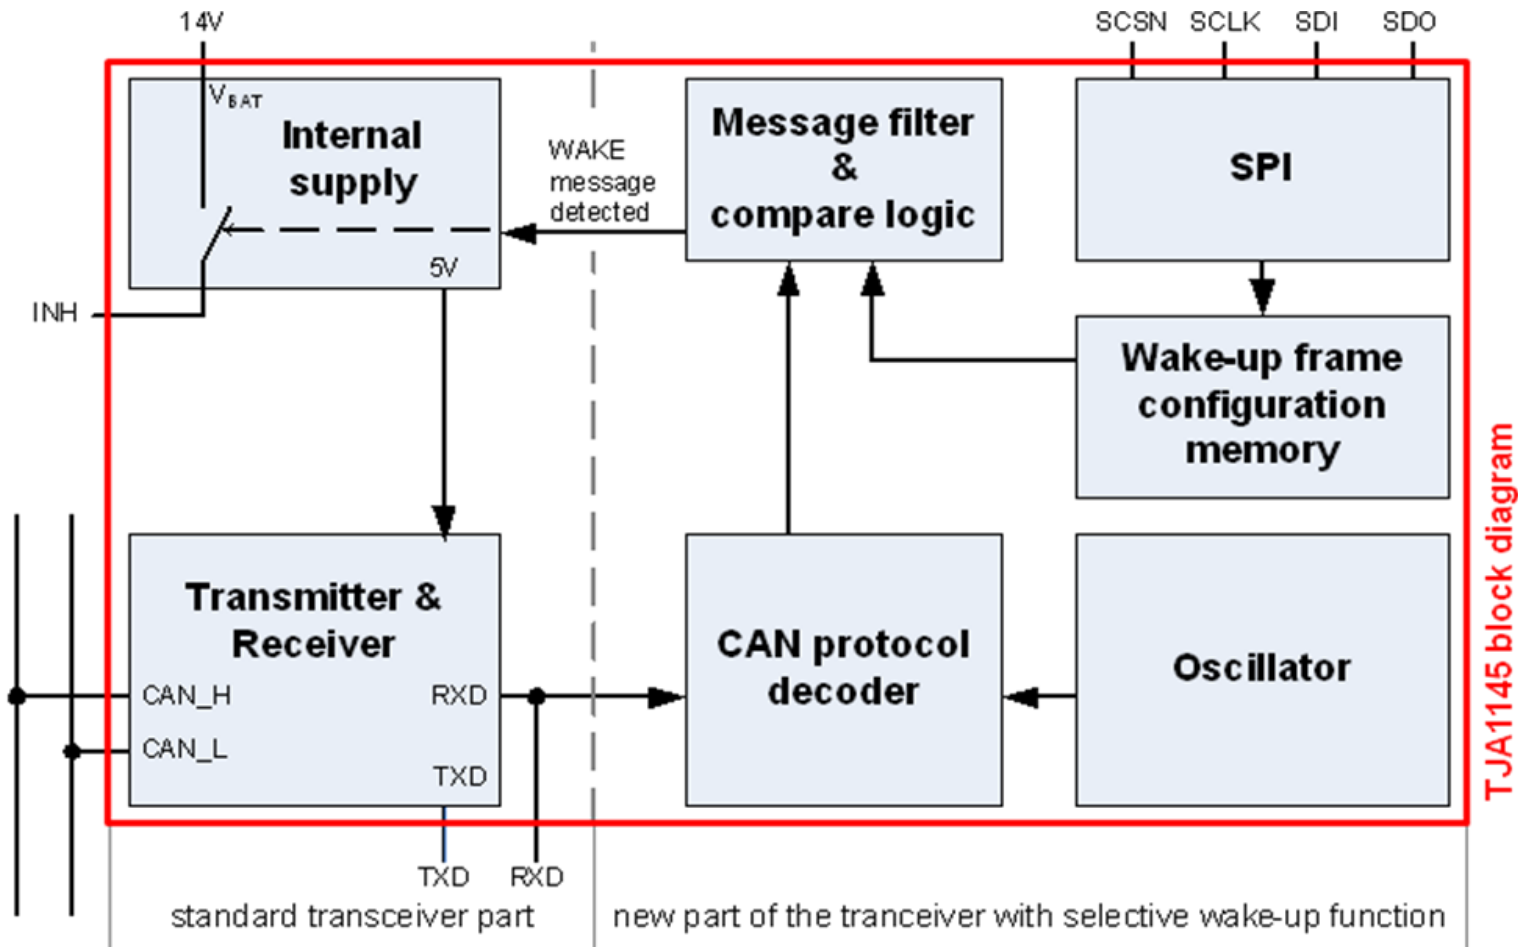 14V
SCSN SCLK SDI SDO
V_BAT
Internal
supply
5V
INH
WAKE
message
detected
Message filter
&
compare logic
SPI
Wake-up frame
configuration
memory
Transmitter &
Receiver
CAN_H
CAN_L
RXD
TXD
CAN protocol
decoder
Oscillator
TXD RXD
standard transceiver part
new part of the tranceiver with selective wake-up function
TJA1145 block diagram